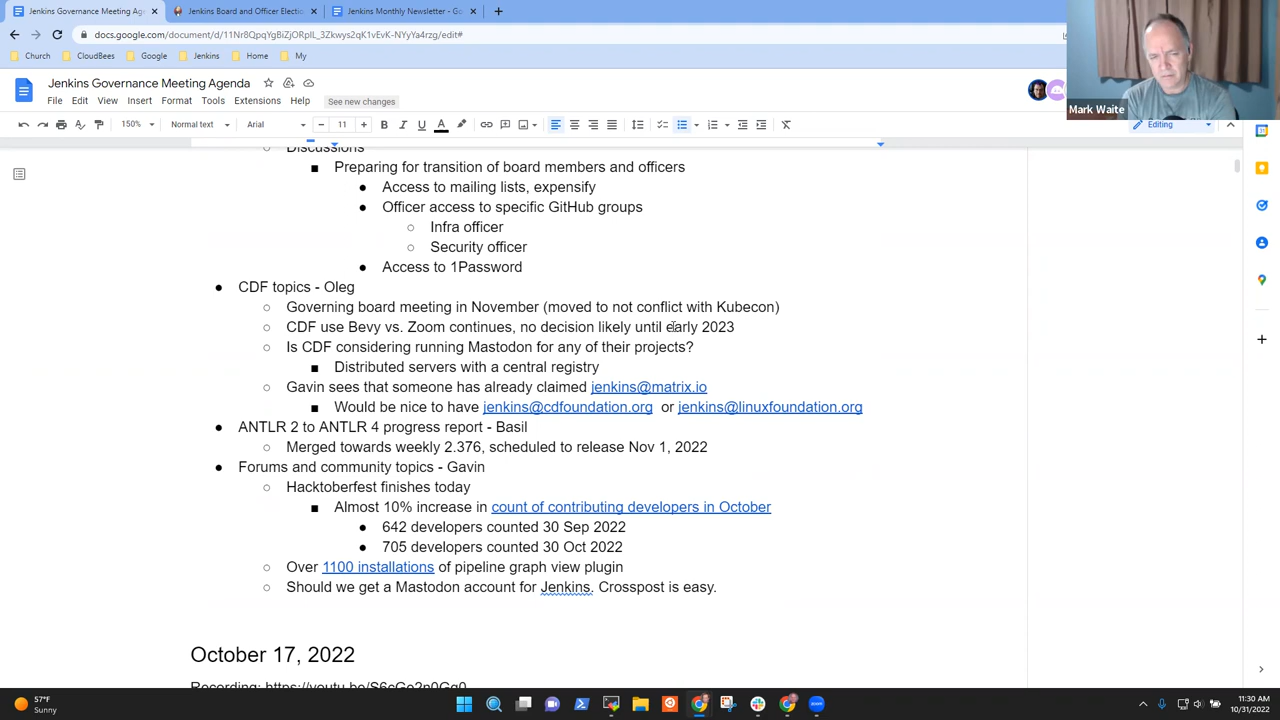 Jenkins Governance Meeting Age
Jenkins Board and Officer Electio
Jenkins Monthly Newsletter - Go
docs.google.com/document/d/11Nr8QpqYgBiZjORpIL_3Zkwys2qK1vEvK-NYyYa4rzg/edit#
Church
CloudBees
Google
Jenkins
Home
My
Mark Waite
Jenkins Governance Meeting Agenda
File Edit View Insert Format Tools Extensions Help
See new changes
150% Normal text Arial 11
Editing
Discussions
Preparing for transition of board members and officers
Access to mailing lists, expensify
Officer access to specific GitHub groups
Infra officer
Security officer
Access to 1Password
CDF topics - Oleg
Governing board meeting in November (moved to not conflict with Kubecon)
CDF use Bevy vs. Zoom continues, no decision likely until early 2023
Is CDF considering running Mastodon for any of their projects?
Distributed servers with a central registry
Gavin sees that someone has already claimed jenkins@matrix.io
Would be nice to have jenkins@cdfoundation.org or jenkins@linuxfoundation.org
ANTLR 2 to ANTLR 4 progress report - Basil
Merged towards weekly 2.376, scheduled to release Nov 1, 2022
Forums and community topics - Gavin
Hacktoberfest finishes today
Almost 10% increase in count of contributing developers in October
642 developers counted 30 Sep 2022
705 developers counted 30 Oct 2022
Over 1100 installations of pipeline graph view plugin
Should we get a Mastodon account for Jenkins. Crosspost is easy.
October 17, 2022
Recording: https://youtu.be/
57°F
Sunny
11:30 AM
10/31/2022